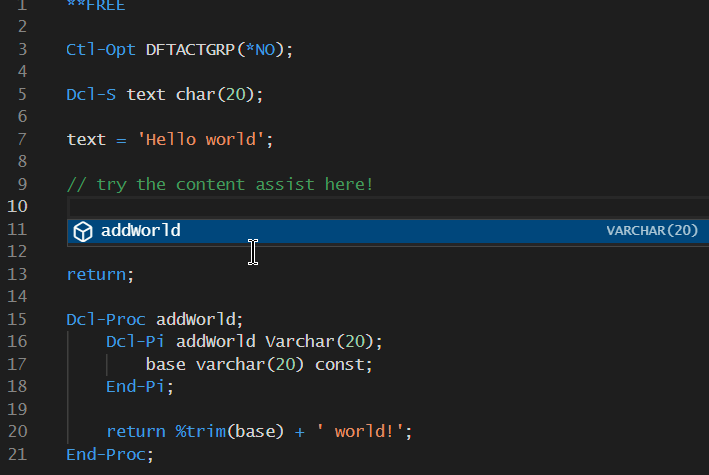 1 **FREE
2
3 Ctl-Opt DFTACTGRP(*NO);
4
5 Dcl-S text char(20);
6
7 text = 'Hello world';
8
9 // try the content assist here!
10
11 addWorld VARCHAR(20)
12
13 return;
14
15 Dcl-Proc addWorld;
16 Dcl-Pi addWorld Varchar(20);
17 base varchar(20) const;
18 End-Pi;
19
20 return %trim(base) + ' world!';
21 End-Proc;